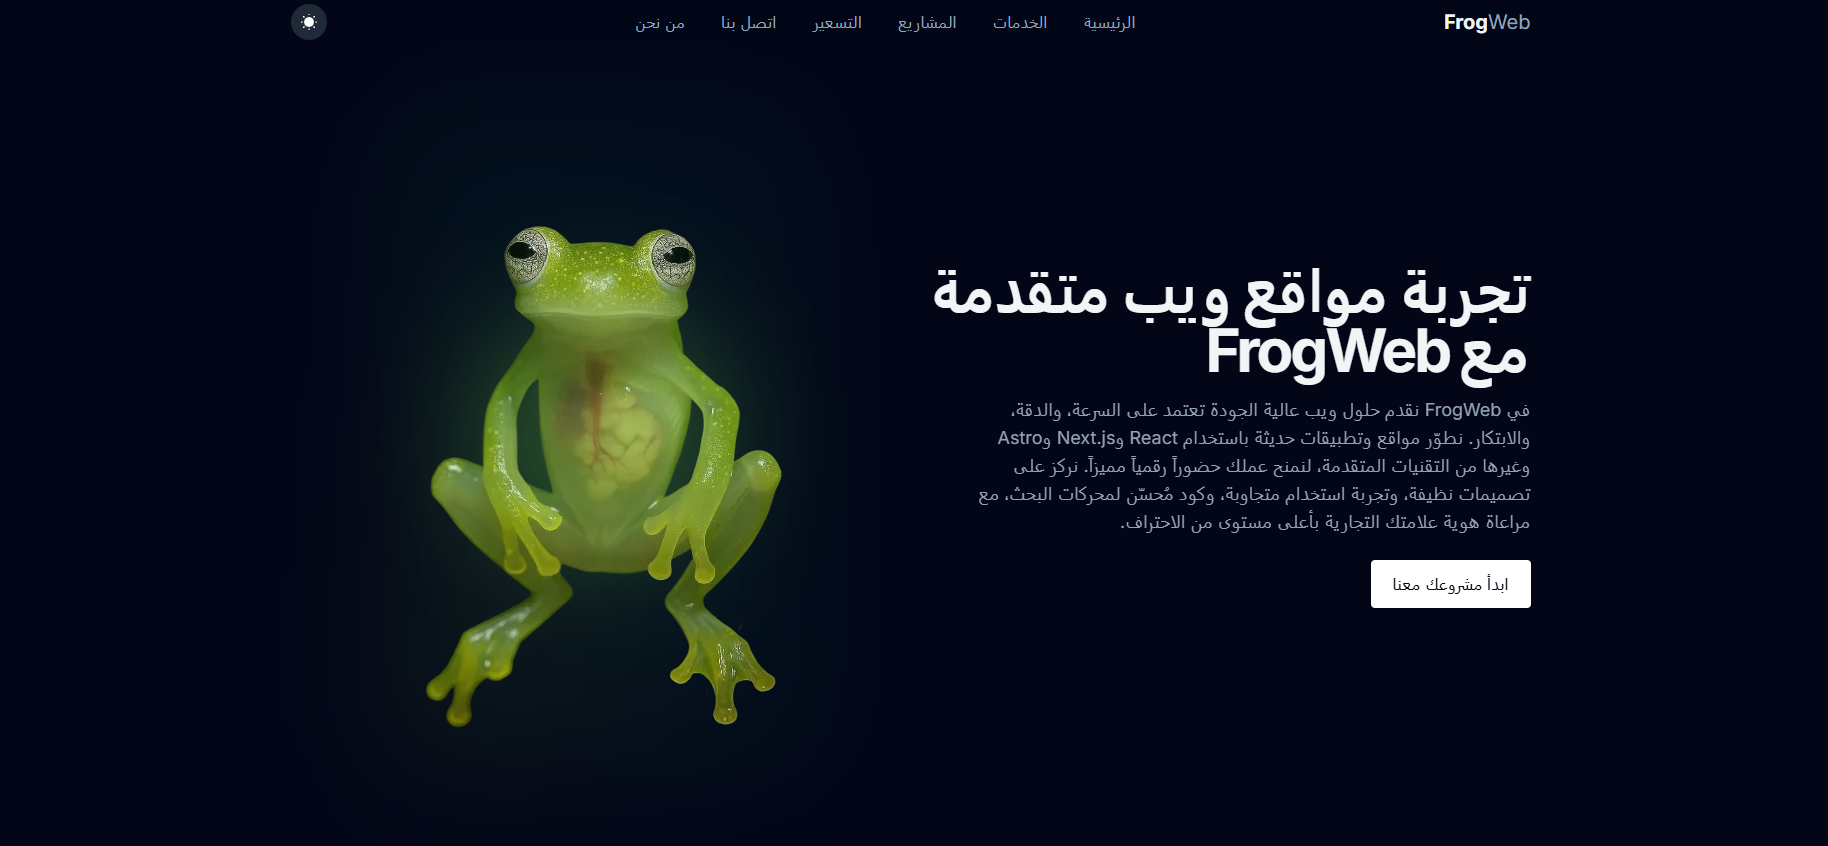 FrogWeb
الرئيسية
الخدمات
المشاريع
التسعير
اتصل بنا
من نحن
تجربة مواقع ويب متقدمة
مع FrogWeb
في FrogWeb نقدم حلول ويب عالية الجودة تعتمد على السرعة، والدقة،
والابتكار. نطوّر مواقع وتطبيقات حديثة باستخدام React وNext.js وAstro
وغيرها من التقنيات المتقدمة، لنمنح عملك حضوراً رقمياً مميزاً. نركز على
تصميمات نظيفة، وتجربة استخدام متجاوبة، وكود مُحسّن لمحركات البحث، مع
مراعاة هوية علامتك التجارية بأعلى مستوى من الاحتراف.
ابدأ مشروعك معنا